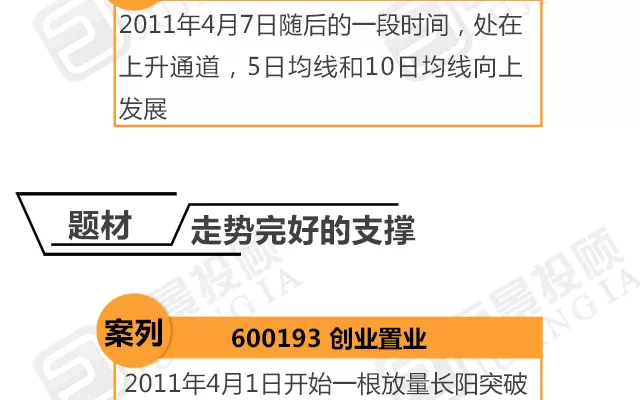 2011年4月7日随后的一段时间，处在
上升通道，5日均线和10日均线向上
发展
题材
走势完好的支撑
案列
600193 创业置业
2011年4月1日开始一根放量长阳突破